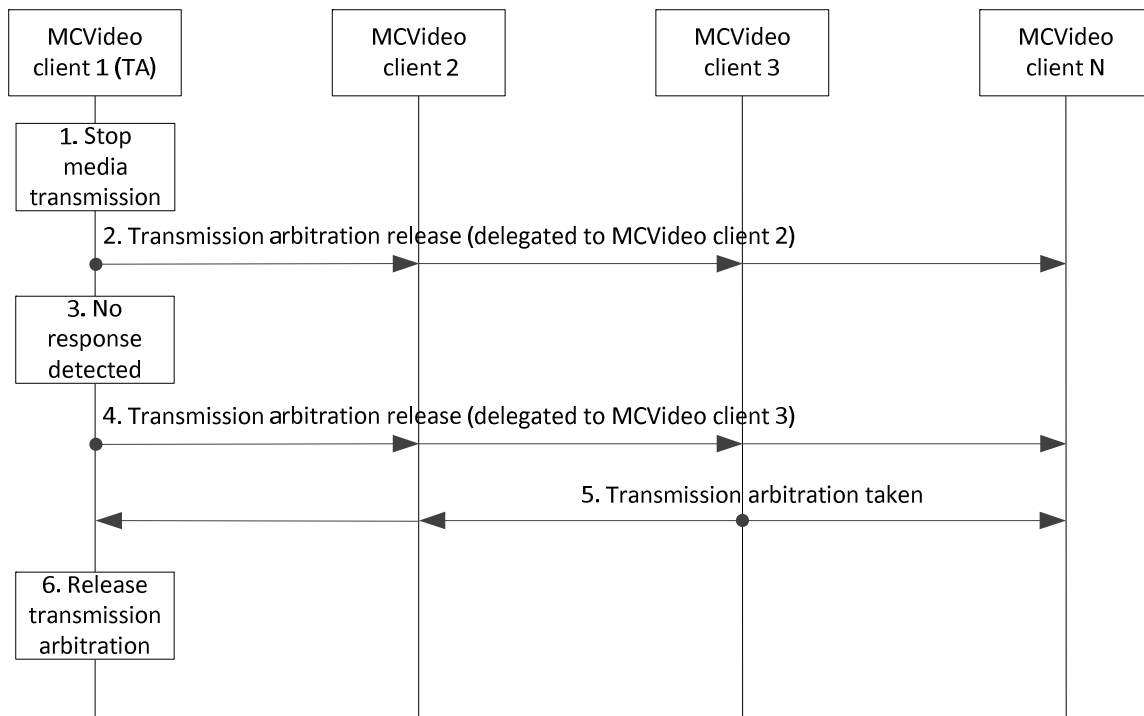 MCVideo
client 1 (TA)
MCVideo
client 2
MCVideo
client 3
MCVideo
client N
1. Stop
media
transmission
2. Transmission arbitration release (delegated to MCVideo client 2)
3. No
response
detected
4. Transmission arbitration release (delegated to MCVideo client 3)
5. Transmission arbitration taken
6. Release
transmission
arbitration